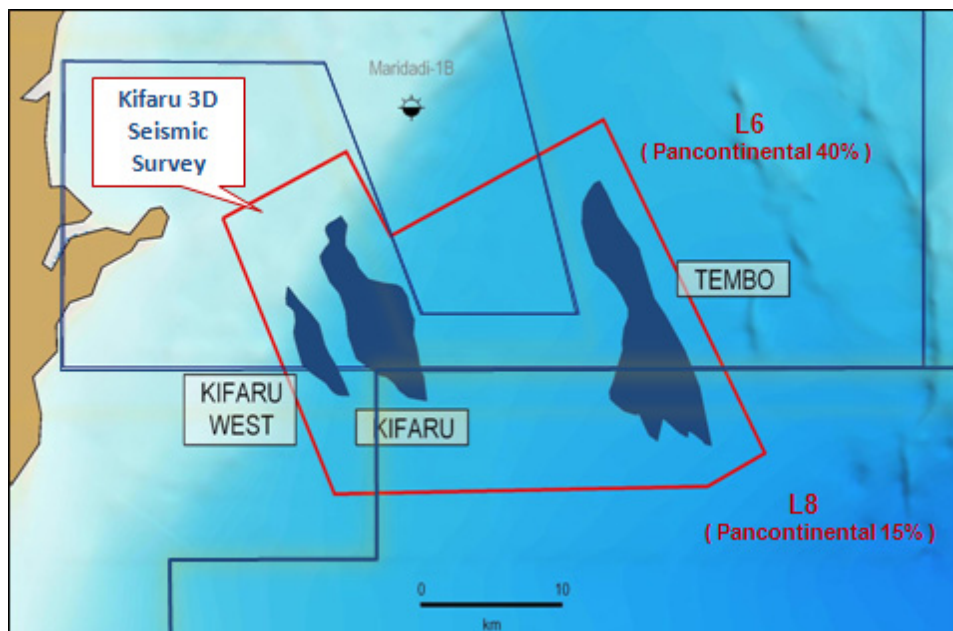 Maridadi-1B
Kifaru 3D
Seismic
Survey
L6
( Pancontinental 40% )
TEMBO
KIFARU
WEST
KIFARU
L8
( Pancontinental 15% )
0 10
km